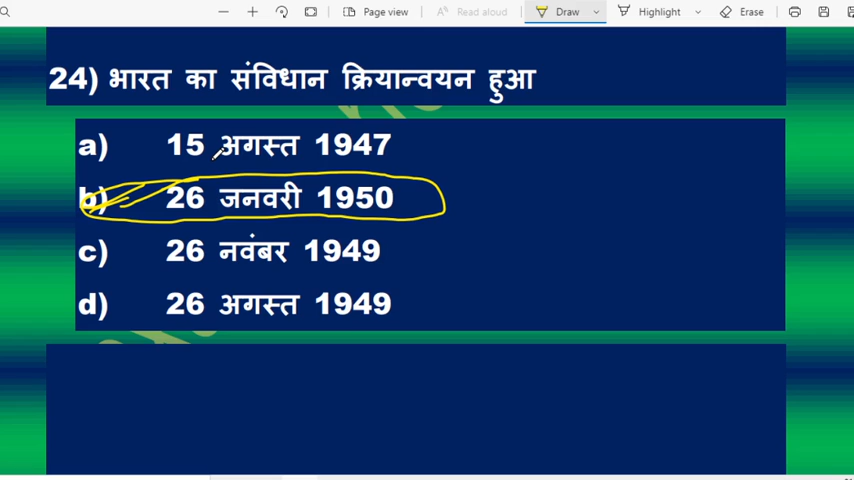 Page view Read aloud Draw Highlight Erase
24) भारत का संविधान क्रियान्वयन हुआ
a) 15 अगस्त 1947
b) 26 जनवरी 1950
c) 26 नवंबर 1949
d) 26 अगस्त 1949